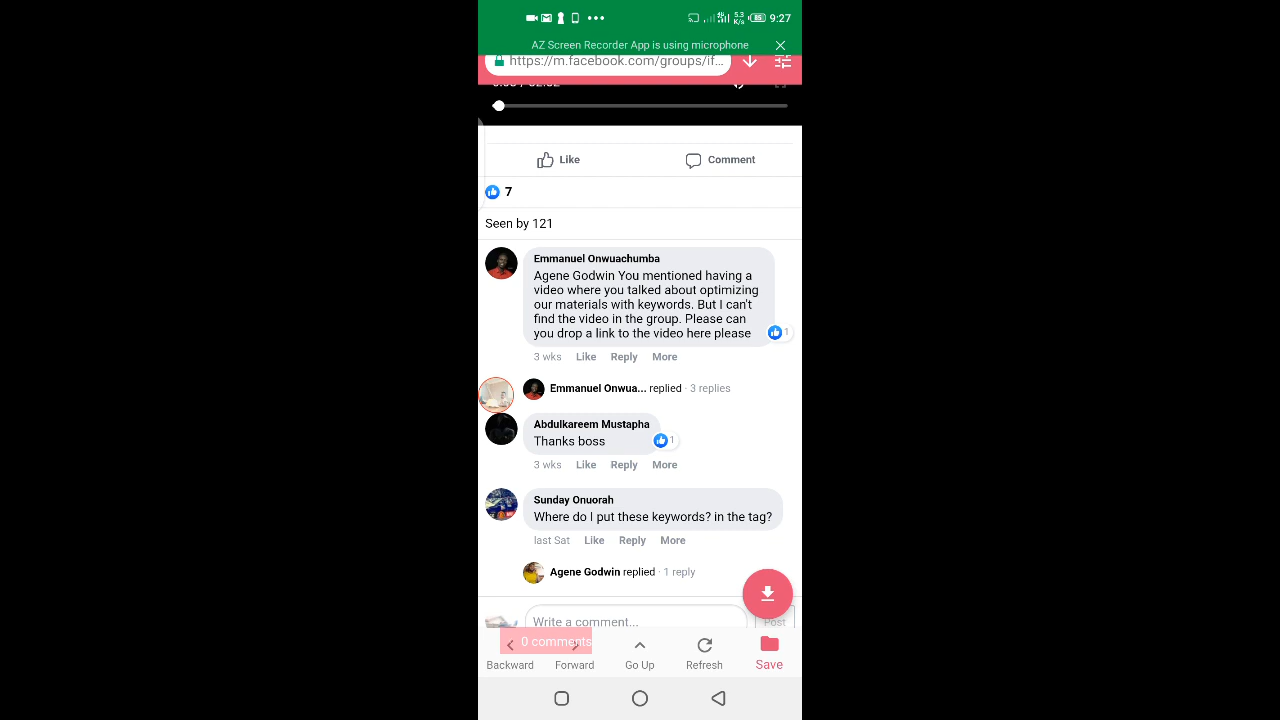 5.3
K/s
85
9:27
AZ Screen Recorder App is using microphone
https://m.facebook.com/groups/if...
Like
Comment
7
Seen by 121
Emmanuel Onwuachumba
Agene Godwin You mentioned having a
video where you talked about optimizing
our materials with keywords. But I can't
find the video in the group. Please can
you drop a link to the video here please
1
3 wks Like Reply More
Emmanuel Onwua... replied · 3 replies
Abdulkareem Mustapha
Thanks boss
1
3 wks Like Reply More
Sunday Onuorah
Where do I put these keywords? in the tag?
last Sat Like Reply More
Agene Godwin replied · 1 reply
Write a comment...
Post
0 comments
Backward
Forward
Go Up
Refresh
Save